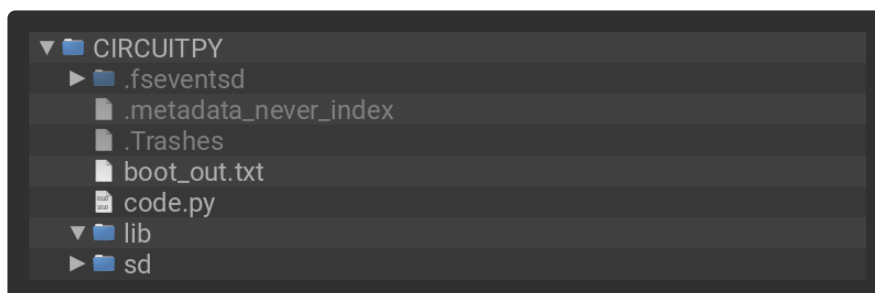 CIRCUITPY
.fseventsd
.metadata_never_index
.Trashes
boot_out.txt
code.py
lib
sd